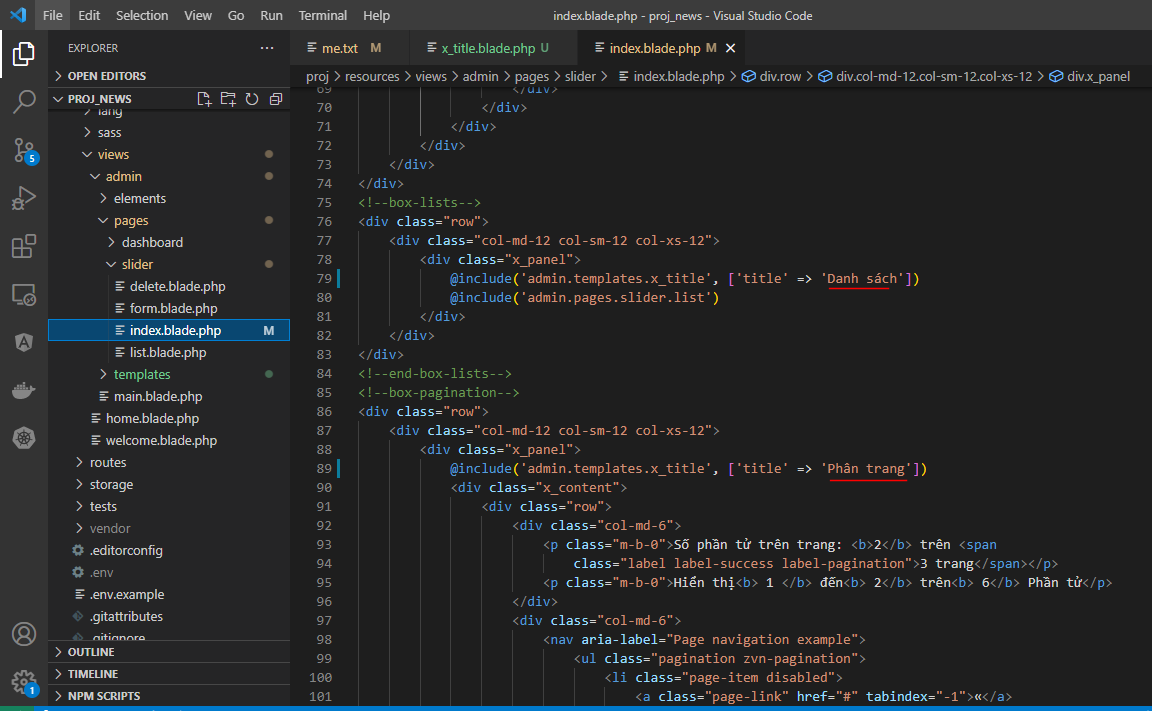 File Edit Selection View Go Run Terminal Help index.blade.php - proj_news - Visual Studio Code
EXPLORER ...
OPEN EDITORS
PROJ_NEWS
lang
sass
views
admin
elements
pages
dashboard
slider
delete.blade.php
form.blade.php
index.blade.php M
list.blade.php
templates
main.blade.php
home.blade.php
welcome.blade.php
routes
storage
tests
vendor
.editorconfig
.env
.env.example
.gitattributes
.gitignore
OUTLINE
TIMELINE
NPM SCRIPTS
5
1
me.txt M x_title.blade.php U index.blade.php M
proj > resources > views > admin > pages > slider > index.blade.php > div.row > div.col-md-12.col-sm-12.col-xs-12 > div.x_panel
69 </div>
70 </div>
71 </div>
72 </div>
73 </div>
74 </div>
75 <!--box-lists-->
76 <div class="row">
77 <div class="col-md-12 col-sm-12 col-xs-12">
78 <div class="x_panel">
79 @include('admin.templates.x_title', ['title' => 'Danh sách'])
80 @include('admin.pages.slider.list')
81 </div>
82 </div>
83 </div>
84 <!--end-box-lists-->
85 <!--box-pagination-->
86 <div class="row">
87 <div class="col-md-12 col-sm-12 col-xs-12">
88 <div class="x_panel">
89 @include('admin.templates.x_title', ['title' => 'Phân trang'])
90 <div class="x_content">
91 <div class="row">
92 <div class="col-md-6">
93 <p class="m-b-0">Số phần tử trên trang: <b>2</b> trên <span
94 class="label label-success label-pagination">3 trang</span></p>
95 <p class="m-b-0">Hiển thị<b> 1 </b> đến<b> 2</b> trên<b> 6</b> Phần tử</p>
96 </div>
97 <div class="col-md-6">
98 <nav aria-label="Page navigation example">
99 <ul class="pagination zvn-pagination">
100 <li class="page-item disabled">
101 <a class="page-link" href="#" tabindex="-1">«</a>